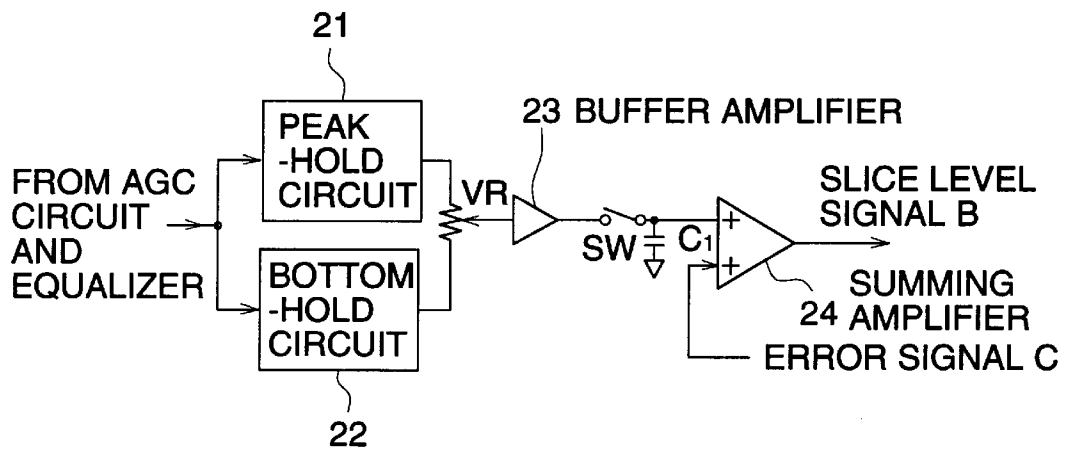 21
PEAK
-HOLD
CIRCUIT
FROM AGC
CIRCUIT
AND
EQUALIZER
BOTTOM
-HOLD
CIRCUIT
22
VR
23 BUFFER AMPLIFIER
SW
C1
+
+
SLICE LEVEL
SIGNAL B
24 SUMMING
AMPLIFIER
ERROR SIGNAL C